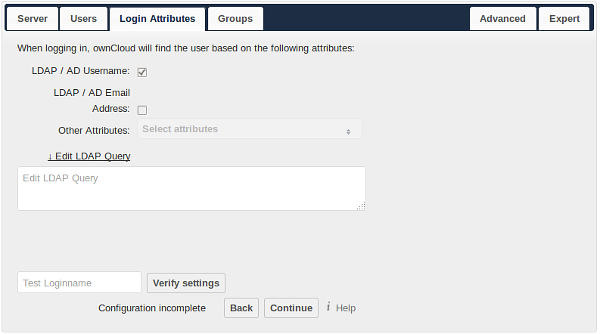 Server Users Login Attributes Groups Advanced Expert
When logging in, ownCloud will find the user based on the following attributes:
LDAP / AD Username:
LDAP / AD Email
Address:
Other Attributes: Select attributes
↓ Edit LDAP Query
Edit LDAP Query
Test Loginname Verify settings
Configuration incomplete Back Continue i Help